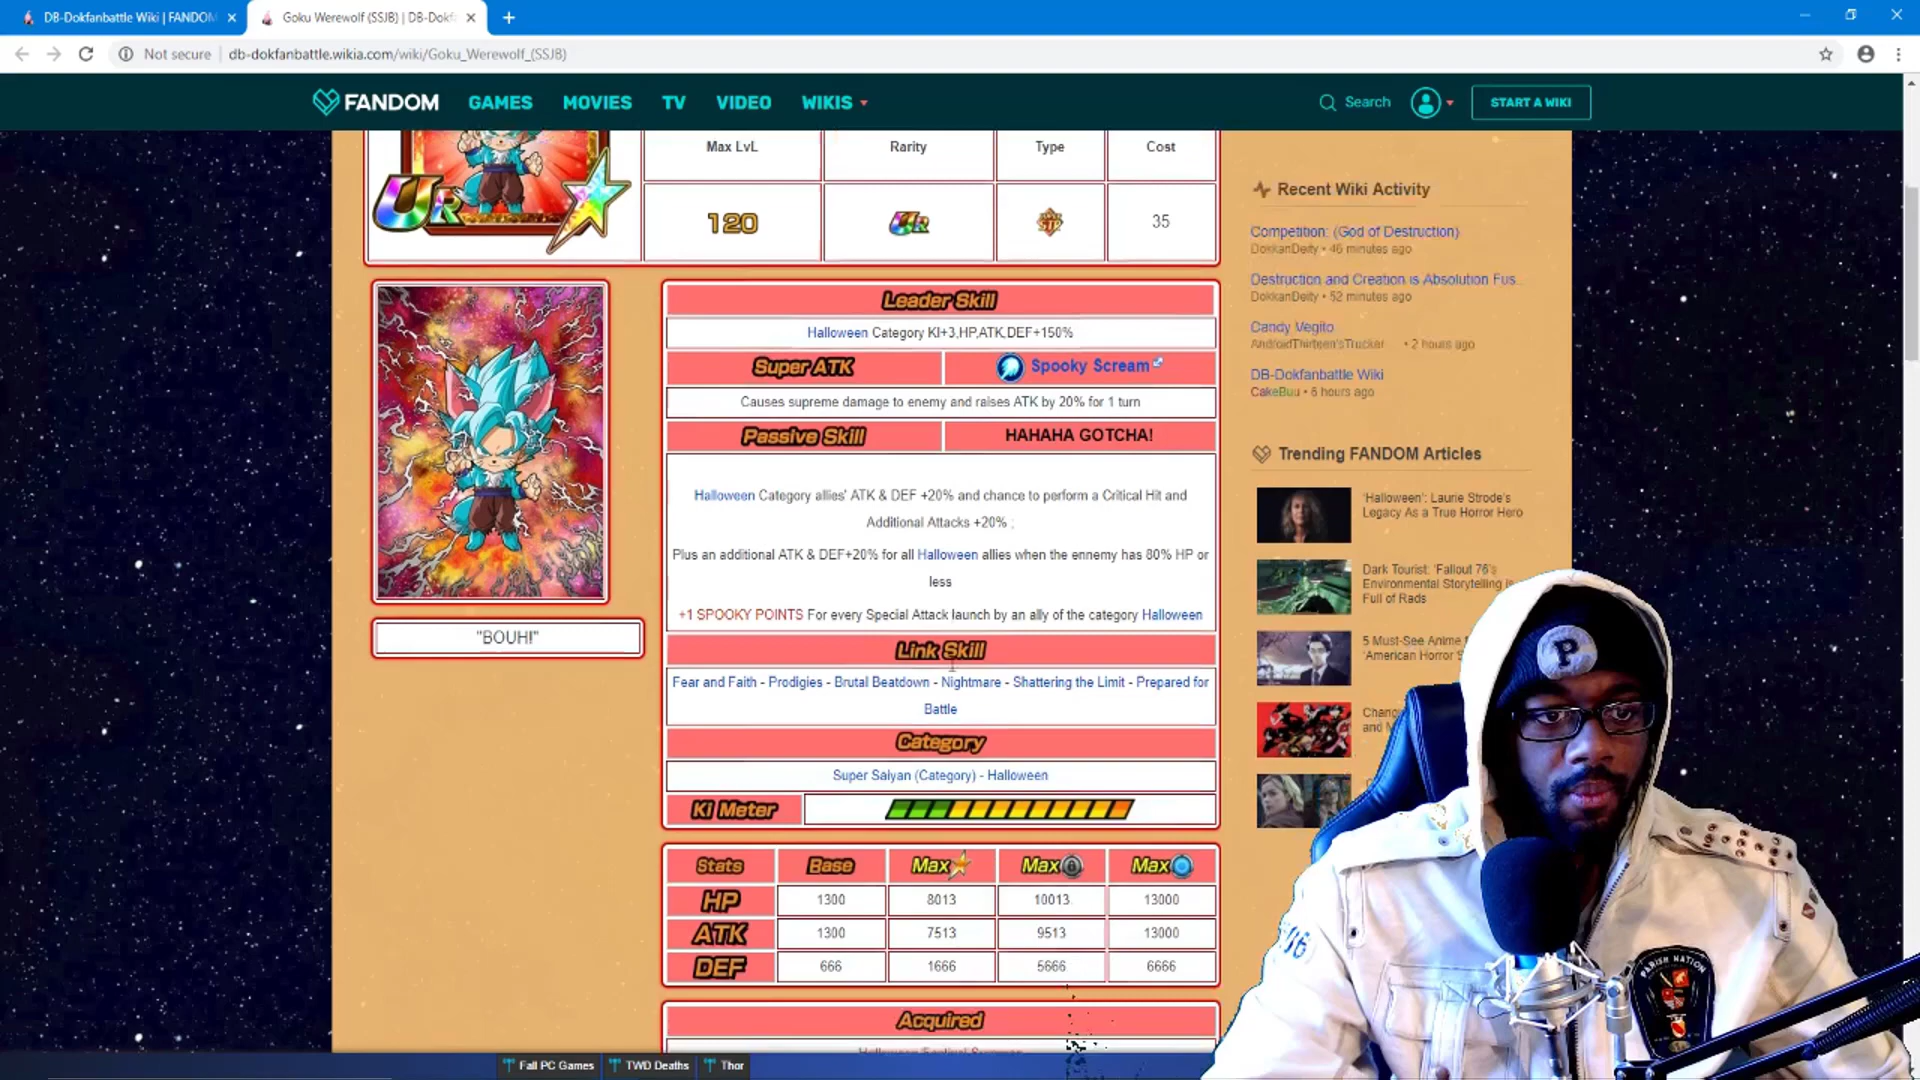 DB-Dokfanbattle Wiki | FANDOM
Goku Werewolf (SSJB) | DB-Dokf
Not secure
db-dokfanbattle.wikia.com/wiki/Goku_Werewolf_(SSJB)
FANDOM
GAMES
MOVIES
TV
VIDEO
WIKIS
Search
START A WIKI
Max LvL
Rarity
Type
Cost
UR
120
UR
STR
35
Leader Skill
Halloween Category KI+3,HP,ATK,DEF+150%
Super ATK
Spooky Scream
Causes supreme damage to enemy and raises ATK by 20% for 1 turn
Passive Skill
HAHAHA GOTCHA!
Halloween Category allies' ATK & DEF +20% and chance to perform a Critical Hit and
Additional Attacks +20% ;
Plus an additional ATK & DEF+20% for all Halloween allies when the ennemy has 80% HP or
less
+1 SPOOKY POINTS For every Special Attack launch by an ally of the category Halloween
"BOUH!"
Link Skill
Fear and Faith - Prodigies - Brutal Beatdown - Nightmare - Shattering the Limit - Prepared for
Battle
Category
Super Saiyan (Category) - Halloween
Ki Meter
Stats
Base
Max
Max
Max
HP
1300
8013
10013
13000
ATK
1300
7513
9513
13000
DEF
666
1666
5666
6666
Acquired
Recent Wiki Activity
Competition: (God of Destruction)
DokkanDeity • 46 minutes ago
Destruction and Creation is Absolution Fus...
DokkanDeity • 52 minutes ago
Candy Vegito
AndroidThirteen'sTrucker • 2 hours ago
DB-Dokfanbattle Wiki
CakeBuu • 6 hours ago
Trending FANDOM Articles
'Halloween': Laurie Strode's
Legacy As a True Horror Hero
Dark Tourist: 'Fallout 76's
Environmental Storytelling is
Full of Rads
5 Must-See Anime
'American Horror S
and
P
PARISH NATION
Fall PC Games
TWD Deaths
Thor